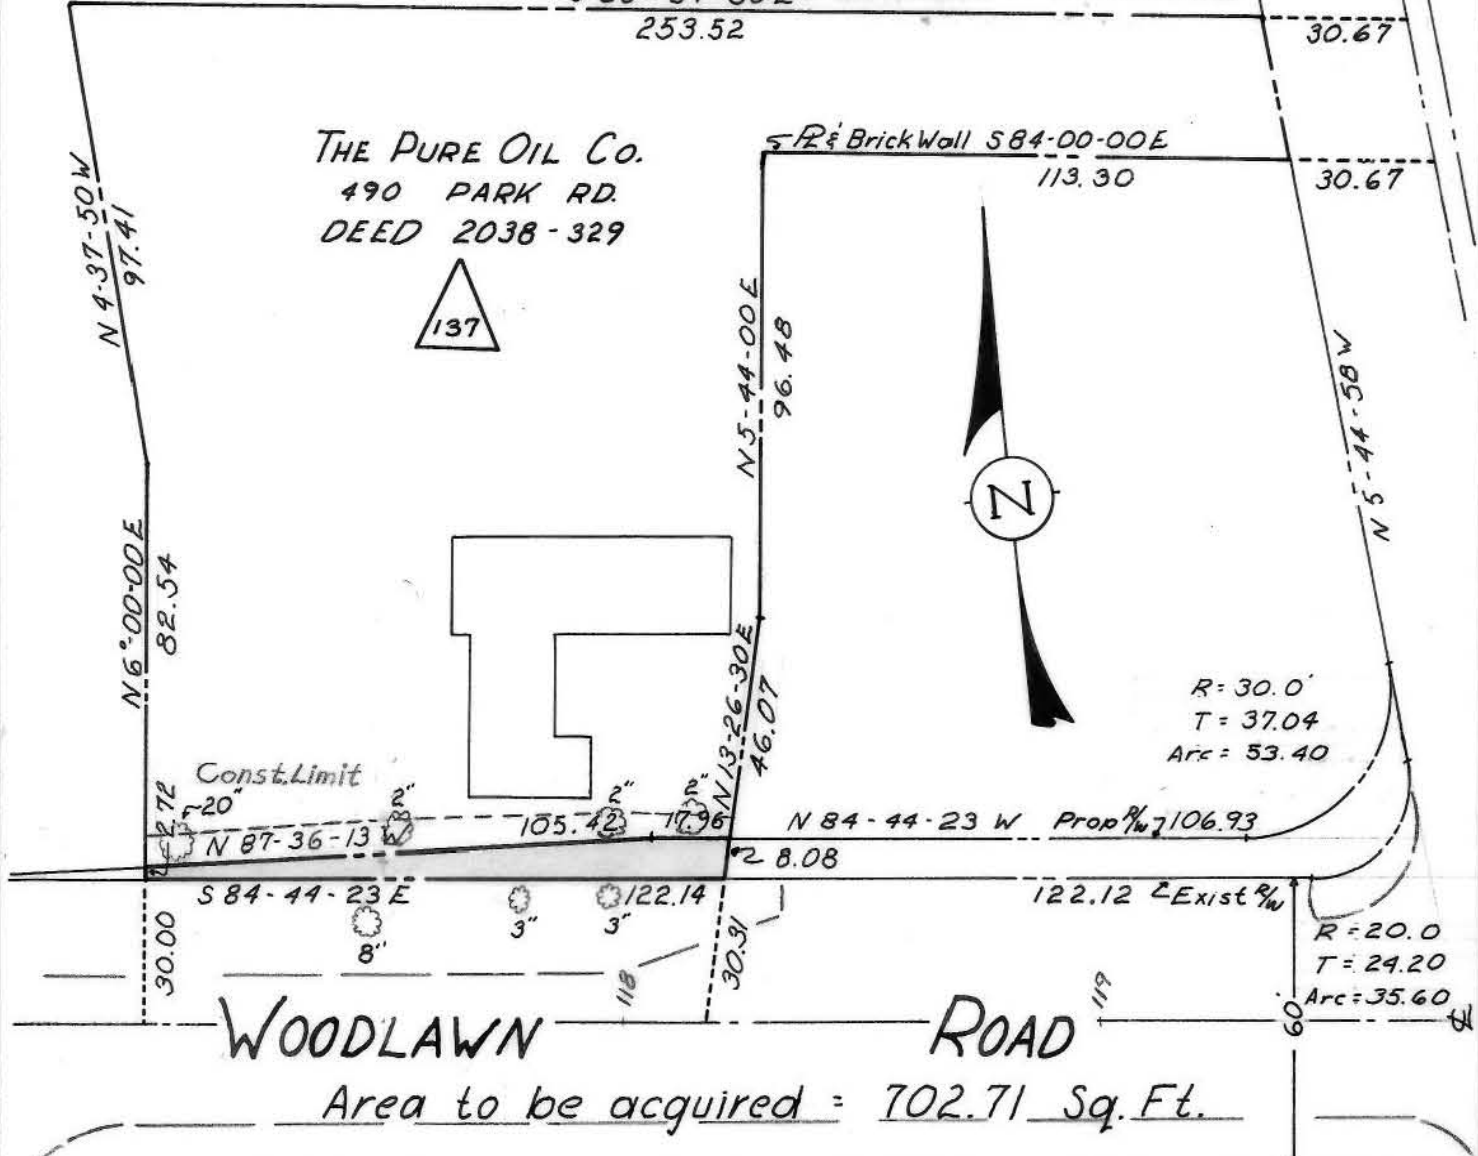 253.52
30.67
THE PURE OIL CO.
490 PARK RD.
DEED 2038-329
137
N 4-37-50 W
97.41
PL & Brick Wall S 84-00-00 E
113.30
30.67
N 5-44-00 E
96.48
N 5-44-58 W
N
N 6°-00-00 E
82.54
N 13-26-30 E
46.07
R = 30.0'
T = 37.04
Arc = 53.40
Const. Limit
20"
2"
2"
2"
2.72
N 87-36-13 W
105.42
17.96
N 84-44-23 W
Prop R/W
106.93
8.08
S 84-44-23 E
122.14
122.12
Exist R/W
8"
3"
3"
30.00
30.31
R = 20.0
T = 24.20
Arc = 35.60
118
119
60'
WOODLAWN ROAD
CL
Area to be acquired = 702.71 Sq. Ft.